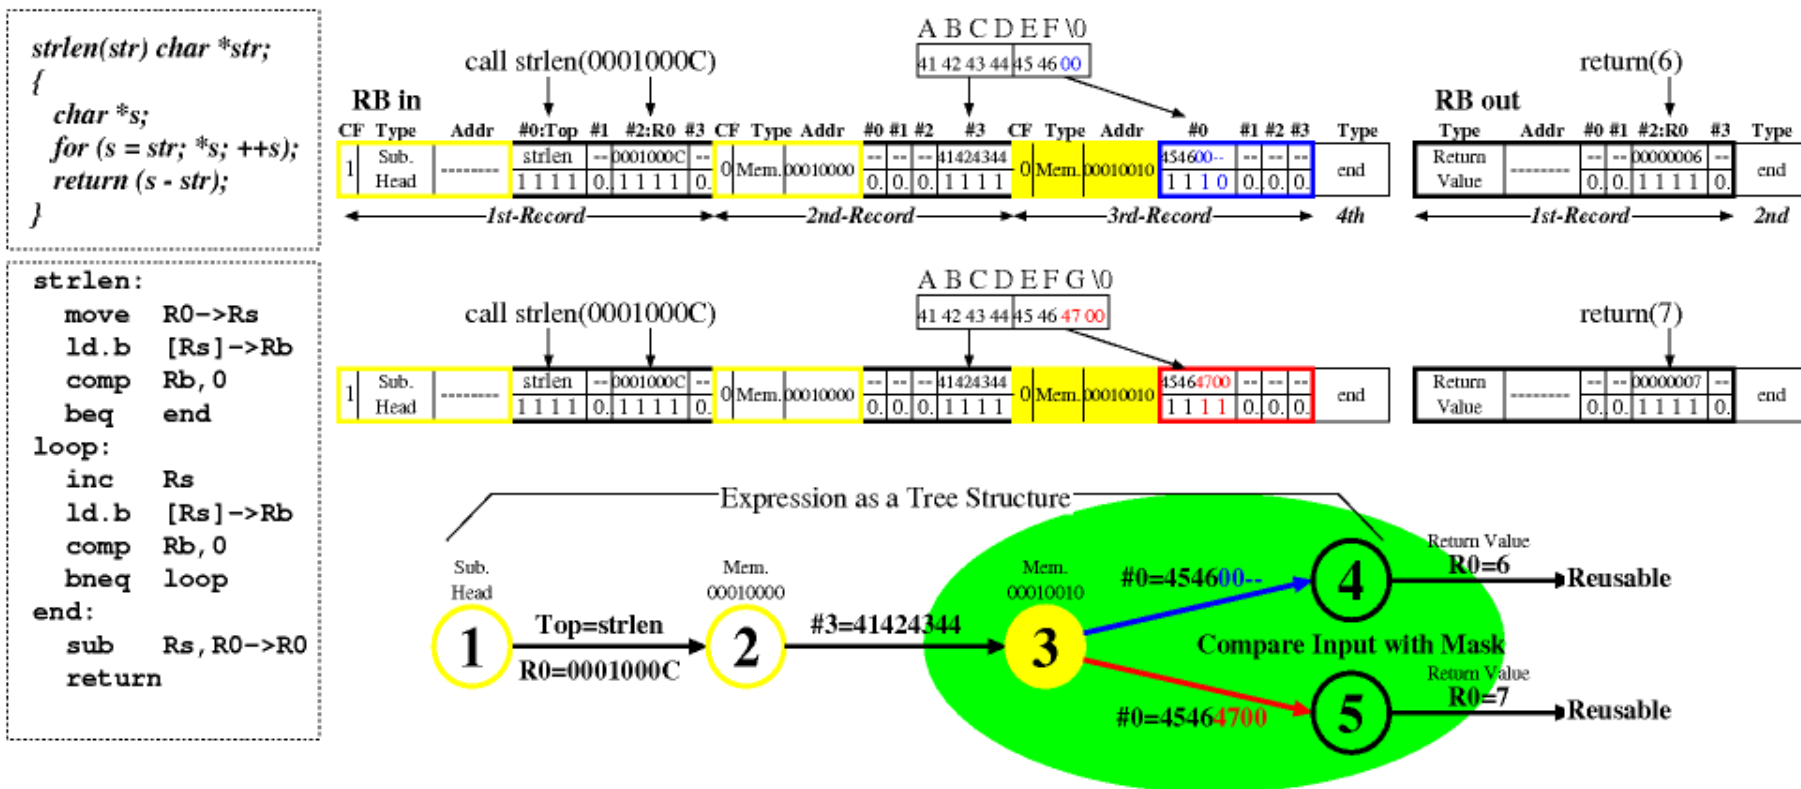 strlen(str) char *str;
{
char *s;
for (s = str; *s; ++s);
return (s - str);
}
strlen:
move R0->Rs
ld.b [Rs]->Rb
comp Rb,0
beq end
loop:
inc Rs
ld.b [Rs]->Rb
comp Rb,0
bneq loop
end:
sub Rs,R0->R0
return
A B C D E F \0
call strlen(0001000C)
41 42 43 44 45 46 00
return(6)
RB in
RB out
CF Type Addr #0:Top #1 #2:R0 #3 CF Type Addr #0 #1 #2 #3 CF Type Addr #0 #1 #2 #3 Type
Type Addr #0 #1 #2:R0 #3 Type
1 Sub. Head -------- strlen -- 0001000C -- 0 Mem. 00010000 -- -- -- 41424344 0 Mem. 00010010 454600-- -- -- -- end
1 1 1 1 0. 1 1 1 1 0. 0. 0. 0. 1 1 1 1 1 1 1 0 0. 0. 0.
Return Value -------- -- -- 00000006 -- end
0. 0. 1 1 1 1 0.
1st-Record 2nd-Record 3rd-Record 4th
1st-Record 2nd
A B C D E F G \0
call strlen(0001000C)
41 42 43 44 45 46 47 00
return(7)
1 Sub. Head -------- strlen -- 0001000C -- 0 Mem. 00010000 -- -- -- 41424344 0 Mem. 00010010 45464700 -- -- -- end
1 1 1 1 0. 1 1 1 1 0. 0. 0. 0. 1 1 1 1 1 1 1 1 0. 0. 0.
Return Value -------- -- -- 00000007 -- end
0. 0. 1 1 1 1 0.
Expression as a Tree Structure
Sub.
Head
1
Top=strlen
R0=0001000C
Mem.
00010000
2
#3=41424344
Mem.
00010010
3
#0=454600--
4
Return Value
R0=6
Reusable
Compare Input with Mask
#0=45464700
5
Return Value
R0=7
Reusable